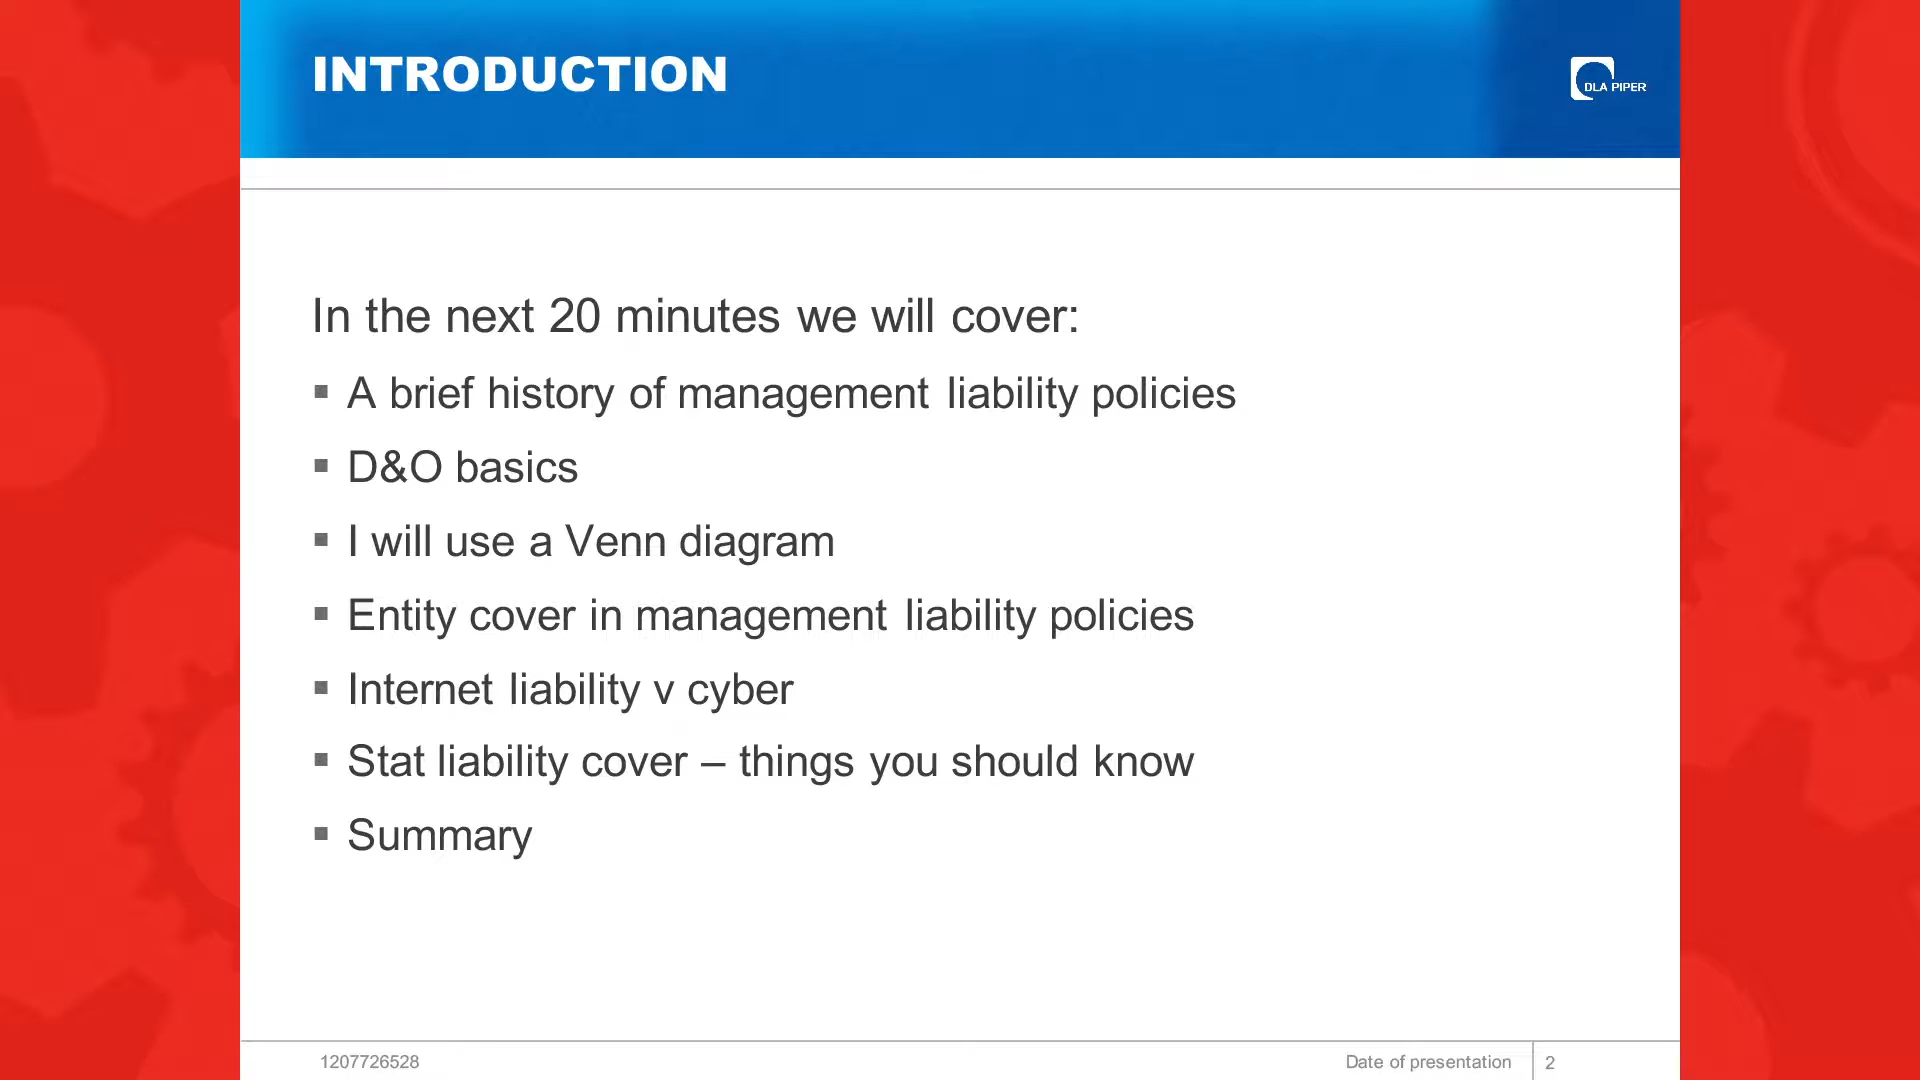 INTRODUCTION
DLA PIPER
In the next 20 minutes we will cover:
▪ A brief history of management liability policies
▪ D&O basics
▪ I will use a Venn diagram
▪ Entity cover in management liability policies
▪ Internet liability v cyber
▪ Stat liability cover – things you should know
▪ Summary
1207726528
Date of presentation
2